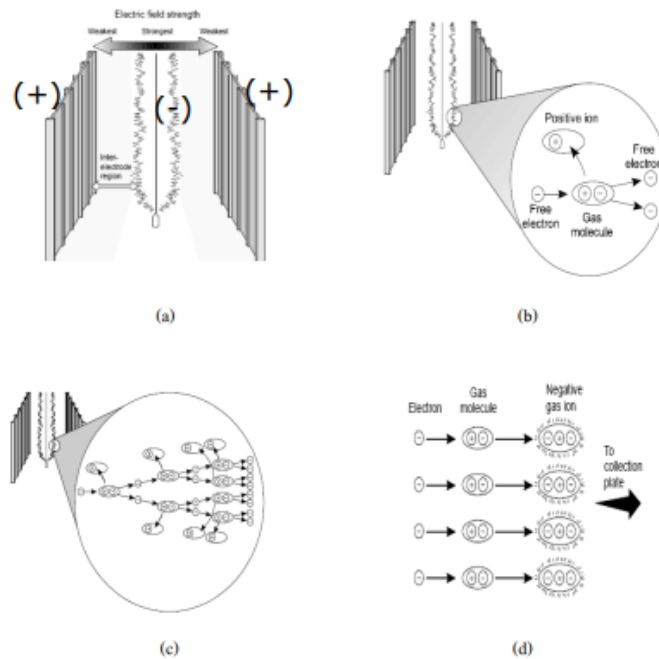 Electric field strength
Weakest Strongest Weakest
(+)
(-)
(+)
Inter-
electrode
region
(a)
Positive ion
Free
electron
Free
electron
Gas
molecule
(b)
(c)
Electron
Gas
molecule
Negative
gas ion
To
collection
plate
(d)